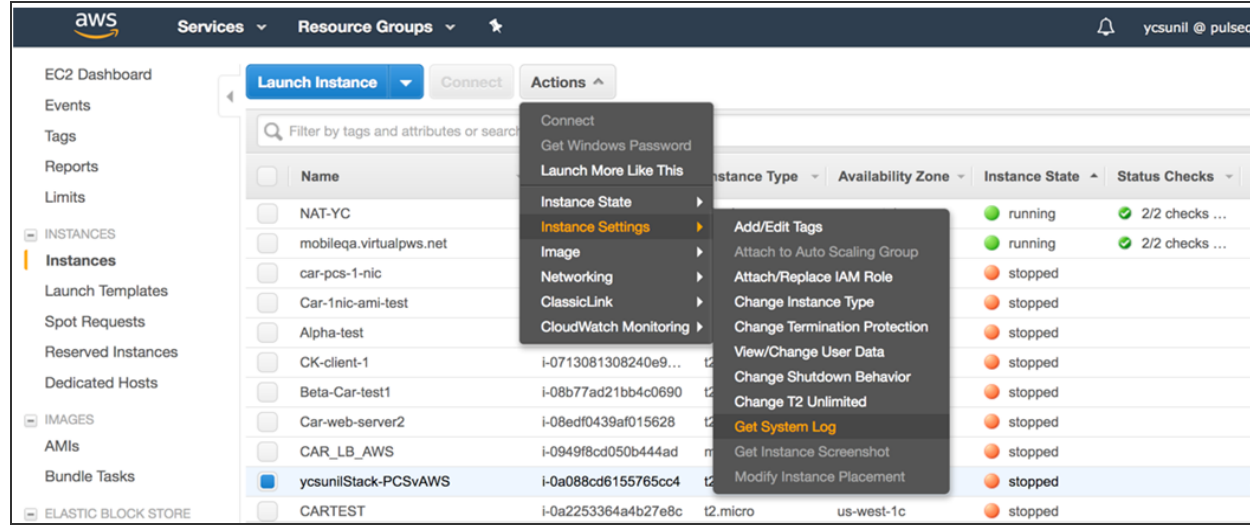 aws Services Resource Groups ycsunil @ pulsec
EC2 Dashboard
Events
Tags
Reports
Limits
INSTANCES
Instances
Launch Templates
Spot Requests
Reserved Instances
Dedicated Hosts
IMAGES
AMIs
Bundle Tasks
ELASTIC BLOCK STORE
Launch Instance Connect Actions
Filter by tags and attributes or search
Name nstance Type Availability Zone Instance State Status Checks
NAT-YC running 2/2 checks ...
mobileqa.virtualpws.net running 2/2 checks ...
car-pcs-1-nic stopped
Car-1nic-ami-test stopped
Alpha-test stopped
CK-client-1 i-0713081308240e9... t2 stopped
Beta-Car-test1 i-08b77ad21bb4c0690 t2 stopped
Car-web-server2 i-08edf0439af015628 t2 stopped
CAR_LB_AWS i-0949f8cd050b444ad m stopped
ycsunilStack-PCSvAWS i-0a088cd6155765cc4 t2 stopped
CARTEST i-0a2253364a4b27e8c t2.micro us-west-1c stopped
Connect
Get Windows Password
Launch More Like This
Instance State
Instance Settings
Image
Networking
ClassicLink
CloudWatch Monitoring
Add/Edit Tags
Attach to Auto Scaling Group
Attach/Replace IAM Role
Change Instance Type
Change Termination Protection
View/Change User Data
Change Shutdown Behavior
Change T2 Unlimited
Get System Log
Get Instance Screenshot
Modify Instance Placement